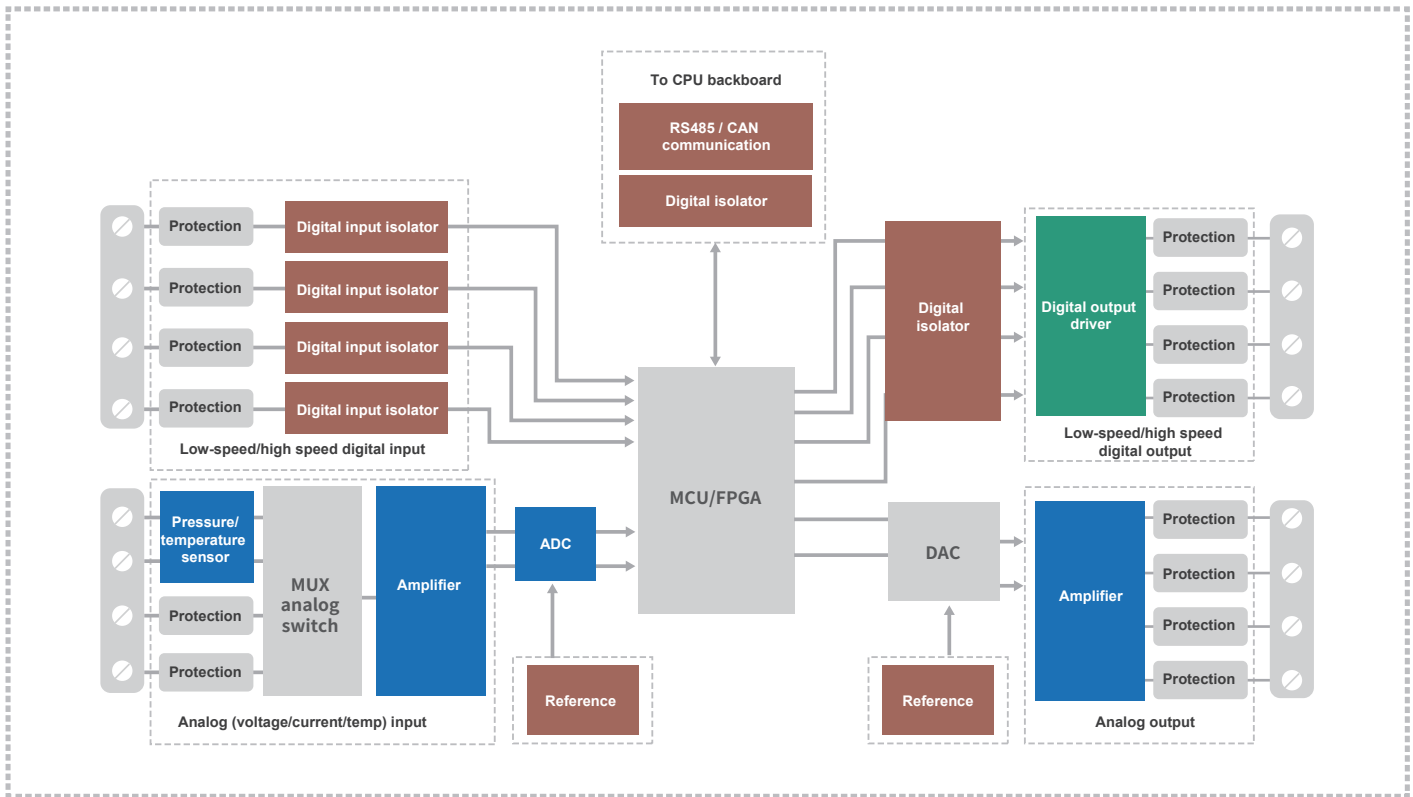 To CPU backboard
RS485 / CAN
communication
Digital isolator
Protection
Digital input isolator
Protection
Digital input isolator
Protection
Digital input isolator
Protection
Digital input isolator
Low-speed/high speed digital input
Pressure/
temperature
sensor
Protection
Protection
MUX
analog
switch
Amplifier
Analog (voltage/current/temp) input
ADC
Reference
MCU/FPGA
Digital
isolator
Digital output
driver
Protection
Protection
Protection
Protection
Low-speed/high speed
digital output
DAC
Reference
Amplifier
Protection
Protection
Protection
Protection
Analog output